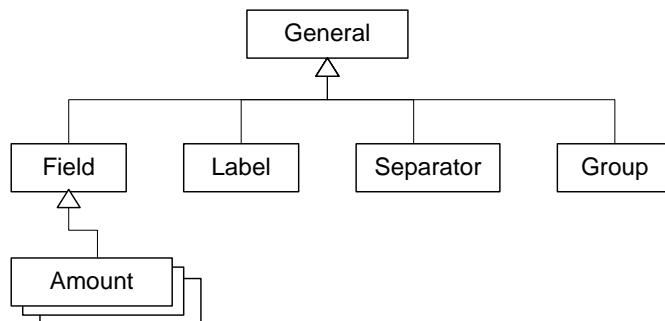 General
Field
Label
Separator
Group
Amount